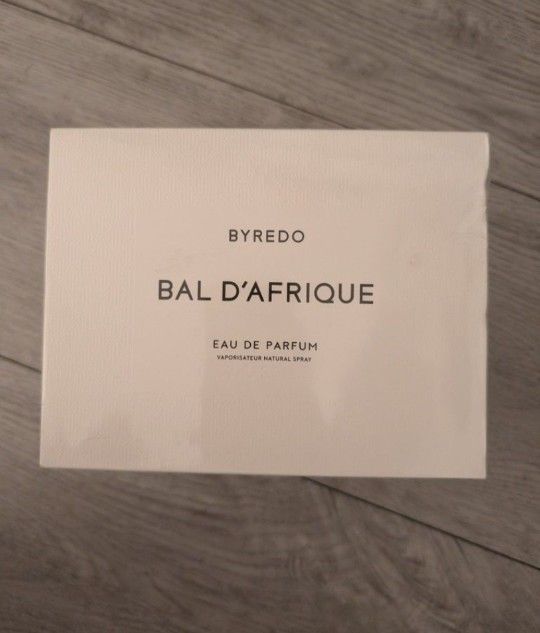 BYREDO
BAL D'AFRIQUE
EAU DE PARFUM
VAPORISATEUR NATURAL SPRAY